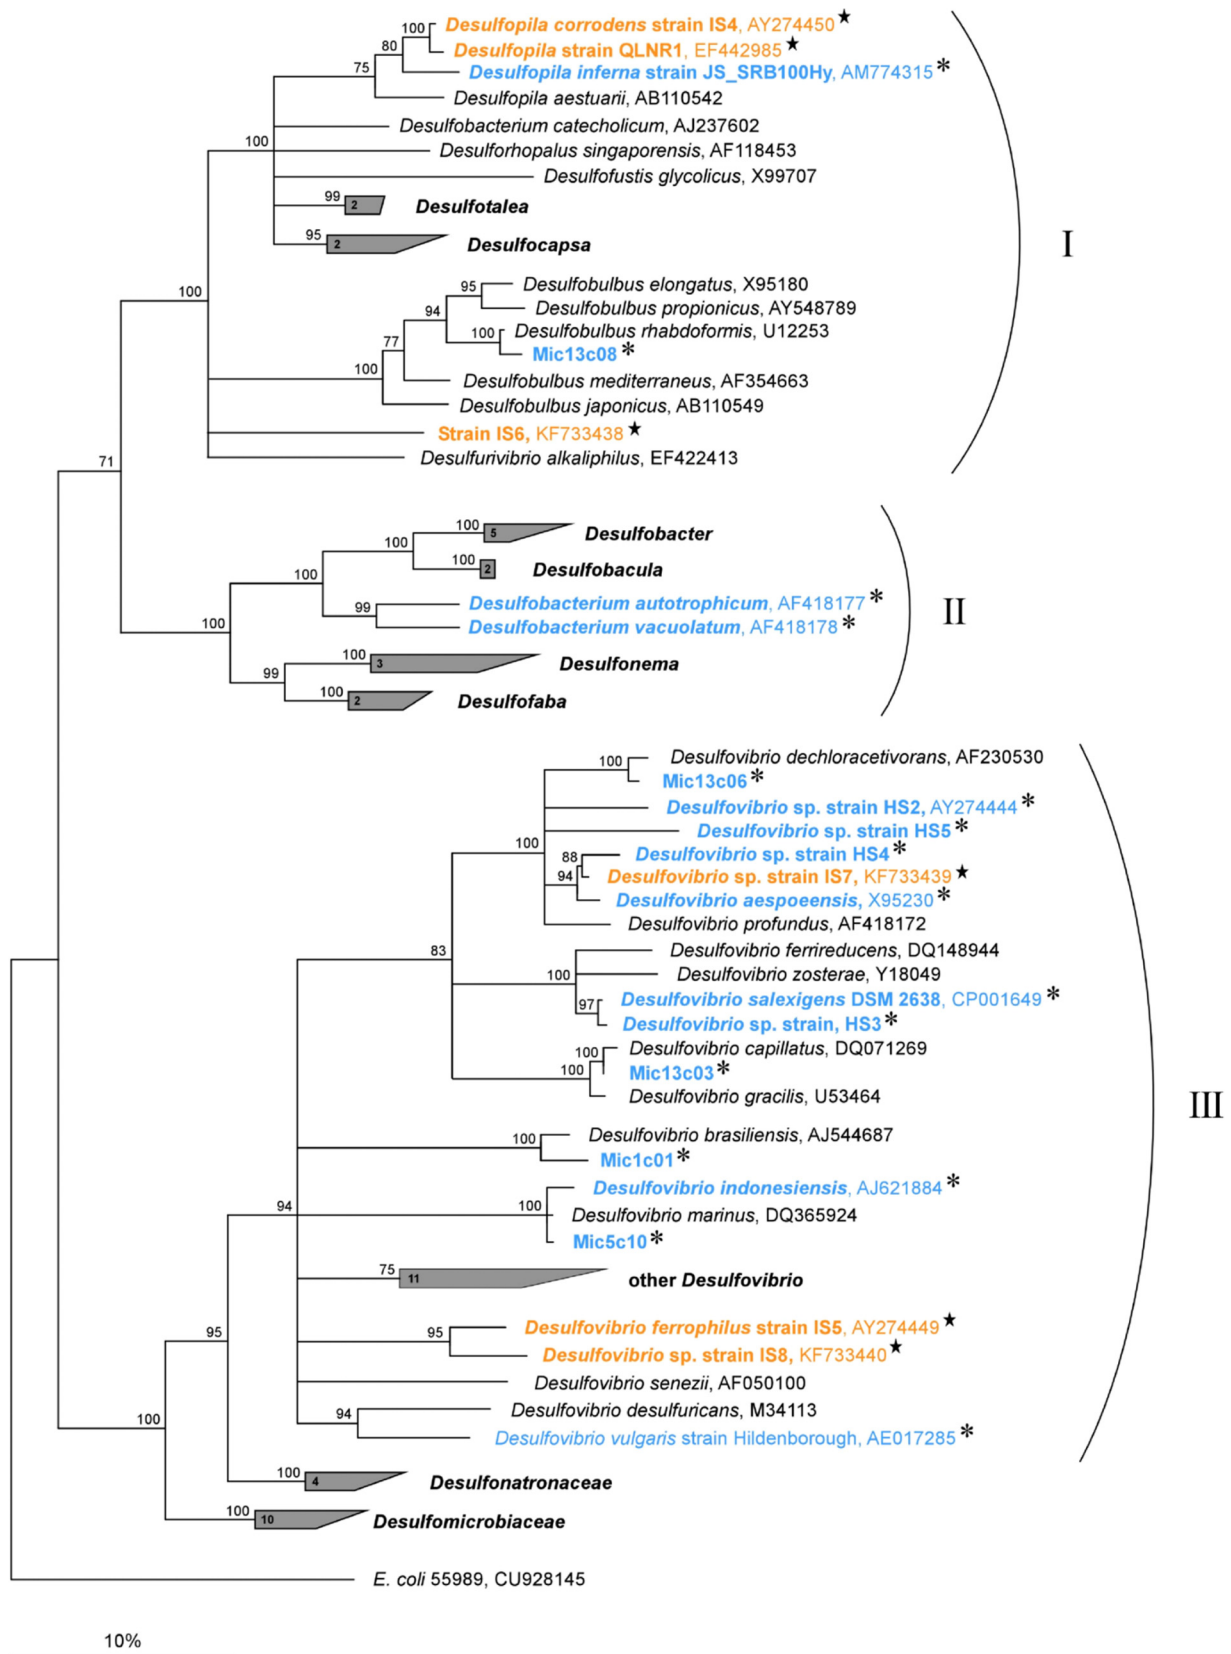 100
Desulfopila corrodens strain IS4, AY274450★
80
Desulfopila strain QLNR1, EF442985★
75
Desulfopila inferna strain JS_SRB100Hy, AM774315*
Desulfopila aestuarii, AB110542
Desulfobacterium catecholicum, AJ237602
100
Desulforhopalus singaporensis, AF118453
Desulfofustis glycolicus, X99707
99
2
Desulfotalea
95
2
Desulfocapsa
I
100
95
Desulfobulbus elongatus, X95180
94
Desulfobulbus propionicus, AY548789
100
Desulfobulbus rhabdoformis, U12253
77
Mic13c08*
100
Desulfobulbus mediterraneus, AF354663
Desulfobulbus japonicus, AB110549
Strain IS6, KF733438★
Desulfurivibrio alkaliphilus, EF422413
71
100
5
Desulfobacter
100
100
2
Desulfobacula
100
99
Desulfobacterium autotrophicum, AF418177*
100
Desulfobacterium vacuolatum, AF418178*
II
100
3
Desulfonema
99
100
2
Desulfofaba
100
Desulfovibrio dechloracetivorans, AF230530
Mic13c06*
Desulfovibrio sp. strain HS2, AY274444*
Desulfovibrio sp. strain HS5*
100
88
Desulfovibrio sp. strain HS4*
94
Desulfovibrio sp. strain IS7, KF733439★
Desulfovibrio aespoeensis, X95230*
Desulfovibrio profundus, AF418172
83
Desulfovibrio ferrireducens, DQ148944
100
Desulfovibrio zosterae, Y18049
97
Desulfovibrio salexigens DSM 2638, CP001649*
Desulfovibrio sp. strain, HS3*
100
Desulfovibrio capillatus, DQ071269
100
Mic13c03*
Desulfovibrio gracilis, U53464
III
100
Desulfovibrio brasiliensis, AJ544687
Mic1c01*
Desulfovibrio indonesiensis, AJ621884*
94
100
Desulfovibrio marinus, DQ365924
Mic5c10*
75
11
other Desulfovibrio
95
95
Desulfovibrio ferrophilus strain IS5, AY274449★
Desulfovibrio sp. strain IS8, KF733440★
Desulfovibrio senezii, AF050100
100
94
Desulfovibrio desulfuricans, M34113
Desulfovibrio vulgaris strain Hildenborough, AE017285*
100
4
Desulfonatronaceae
100
10
Desulfomicrobiaceae
E. coli 55989, CU928145
10%